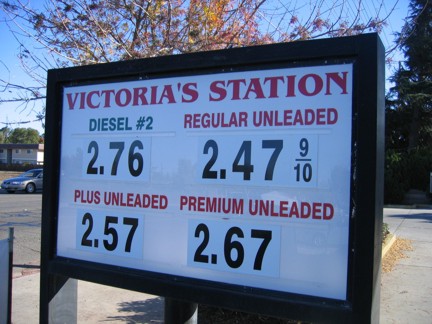 VICTORIA'S STATION
DIESEL #2 REGULAR UNLEADED
2.76 2.47 9/10
PLUS UNLEADED PREMIUM UNLEADED
2.57 2.67